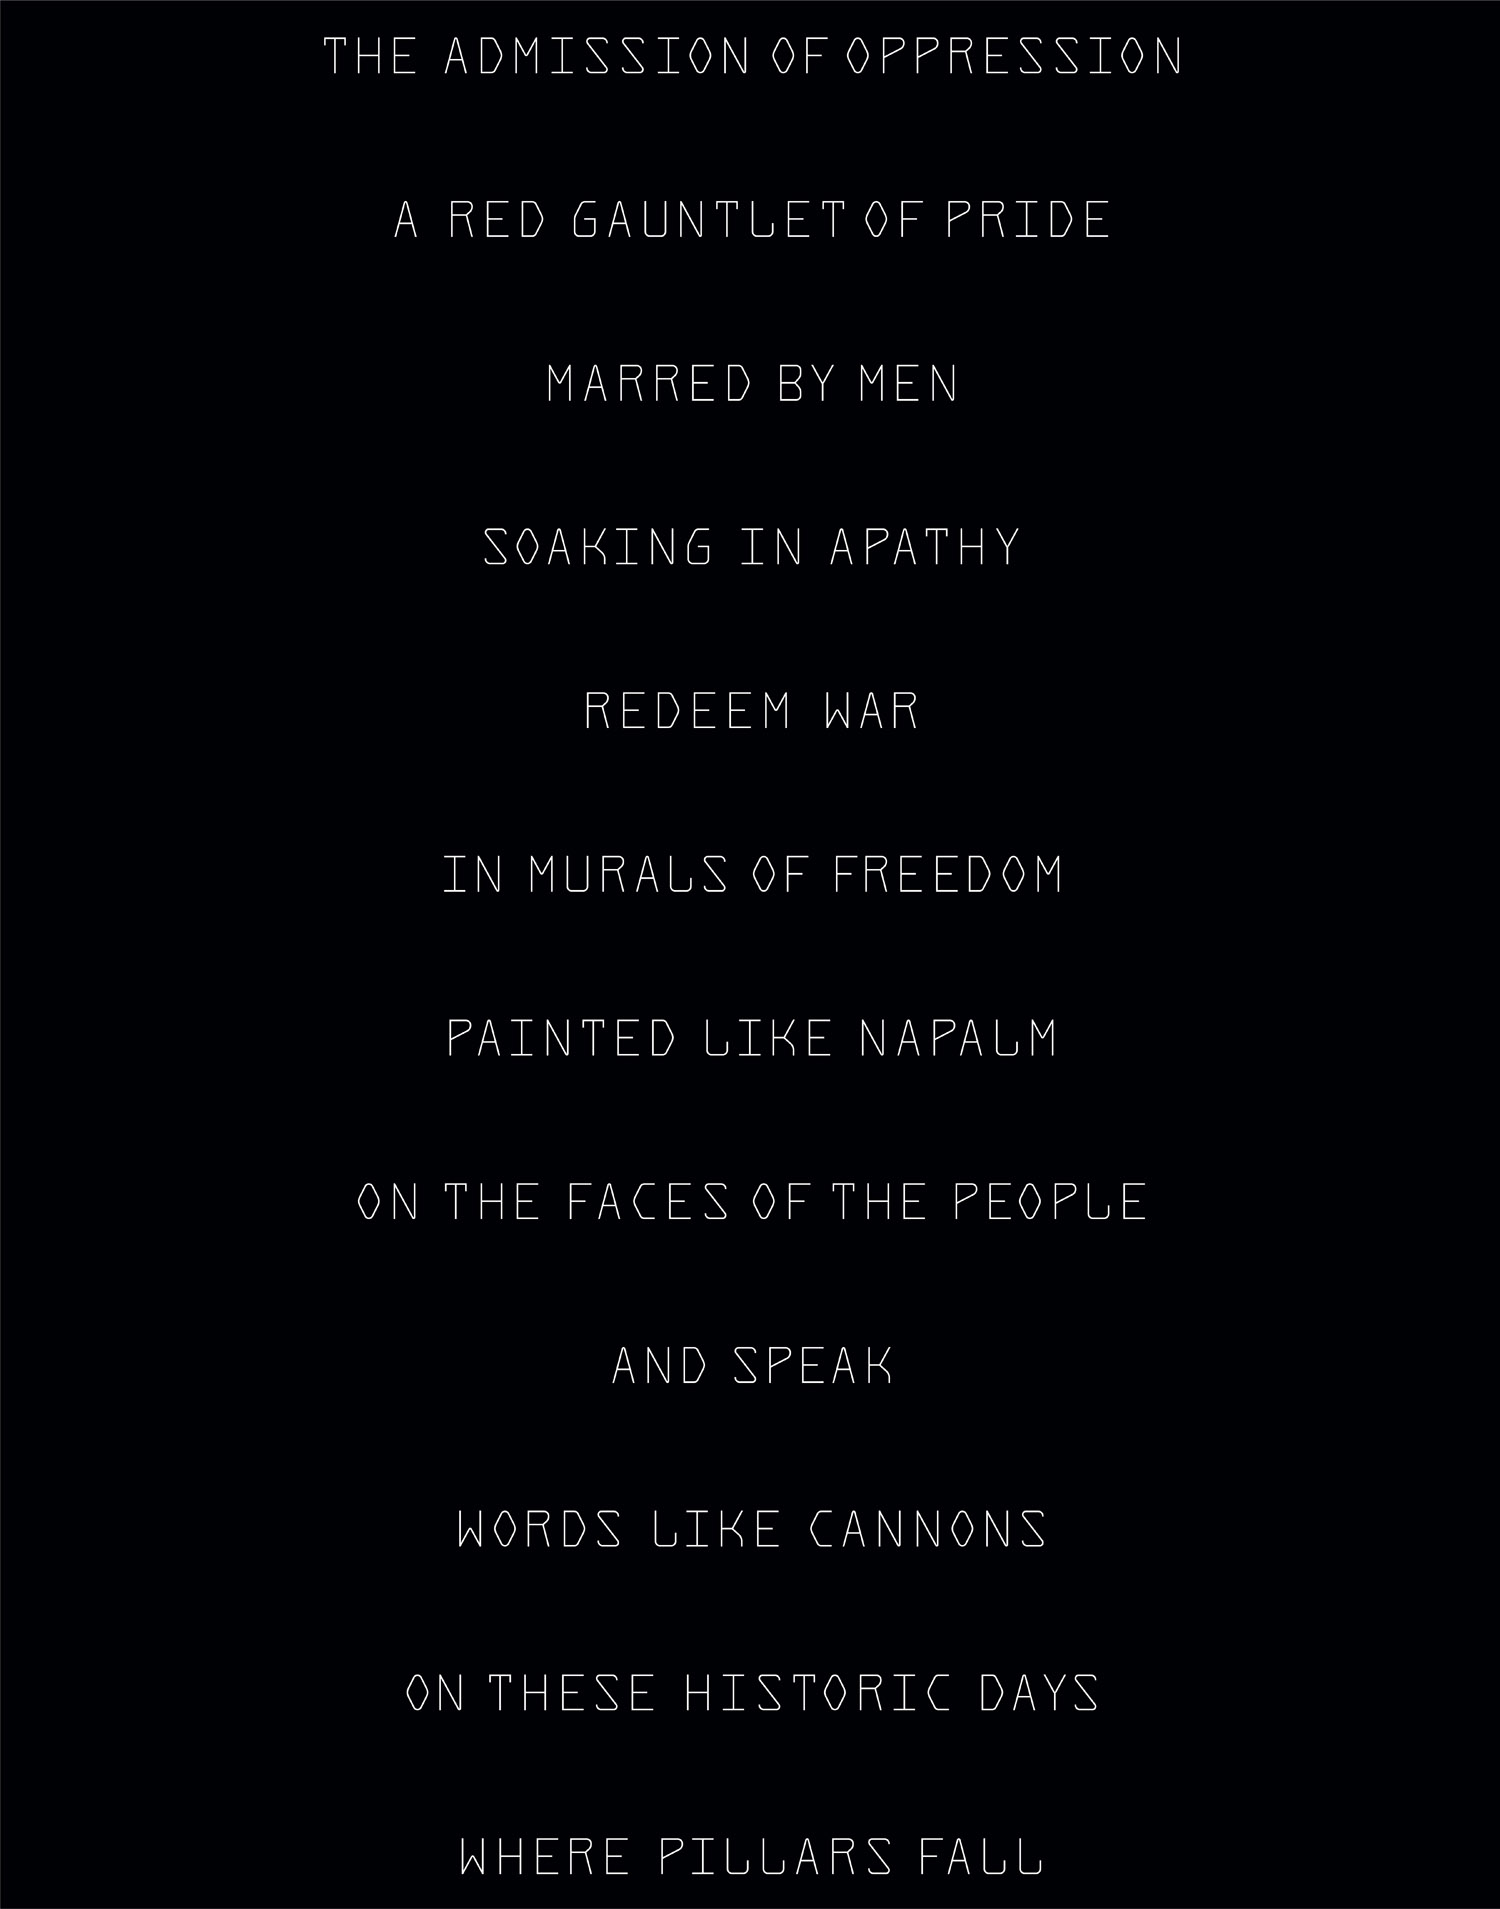 THE ADMISSION OF OPPRESSION
A RED GAUNTLET OF PRIDE
MARRED BY MEN
SOAKING IN APATHY
REDEEM WAR
IN MURALS OF FREEDOM
PAINTED LIKE NAPALM
ON THE FACES OF THE PEOPLE
AND SPEAK
WORDS LIKE CANNONS
ON THESE HISTORIC DAYS
WHERE PILLARS FALL